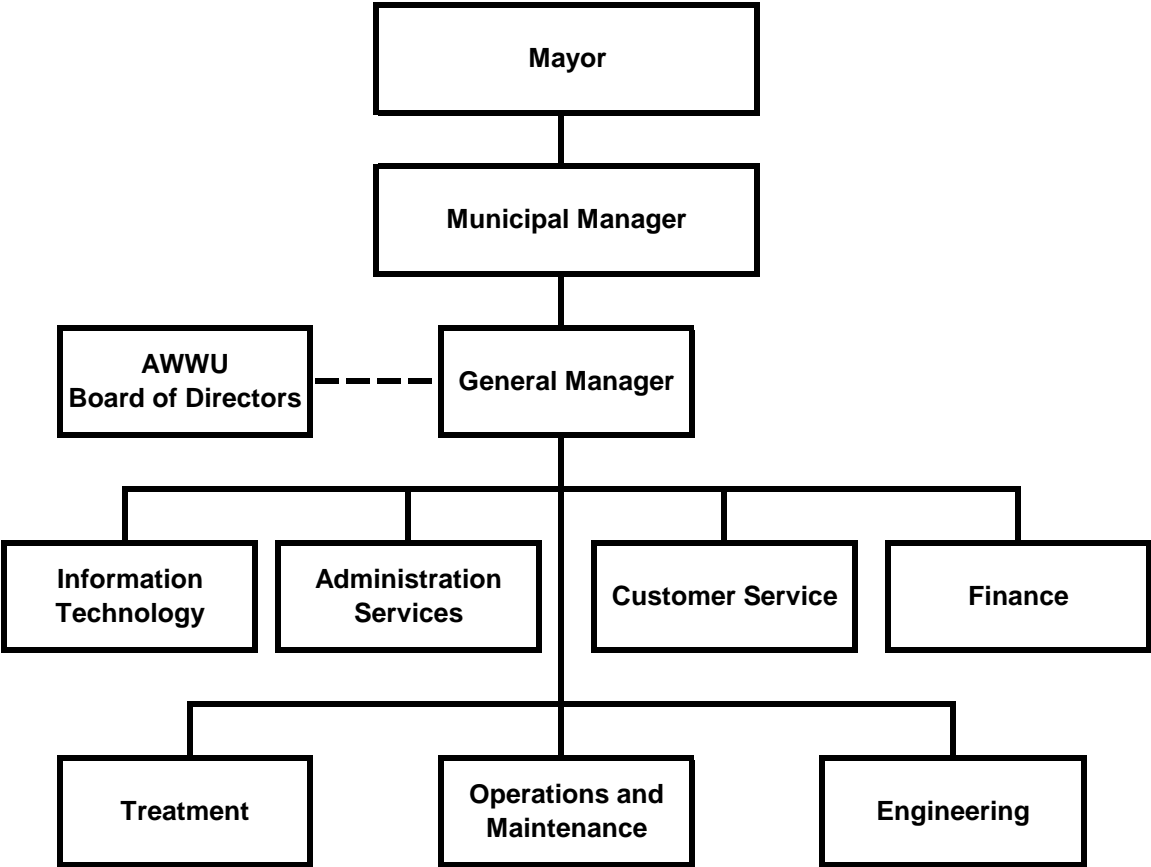 Mayor
Municipal Manager
AWWU
Board of Directors
General Manager
Information
Technology
Administration
Services
Customer Service
Finance
Treatment
Operations and
Maintenance
Engineering